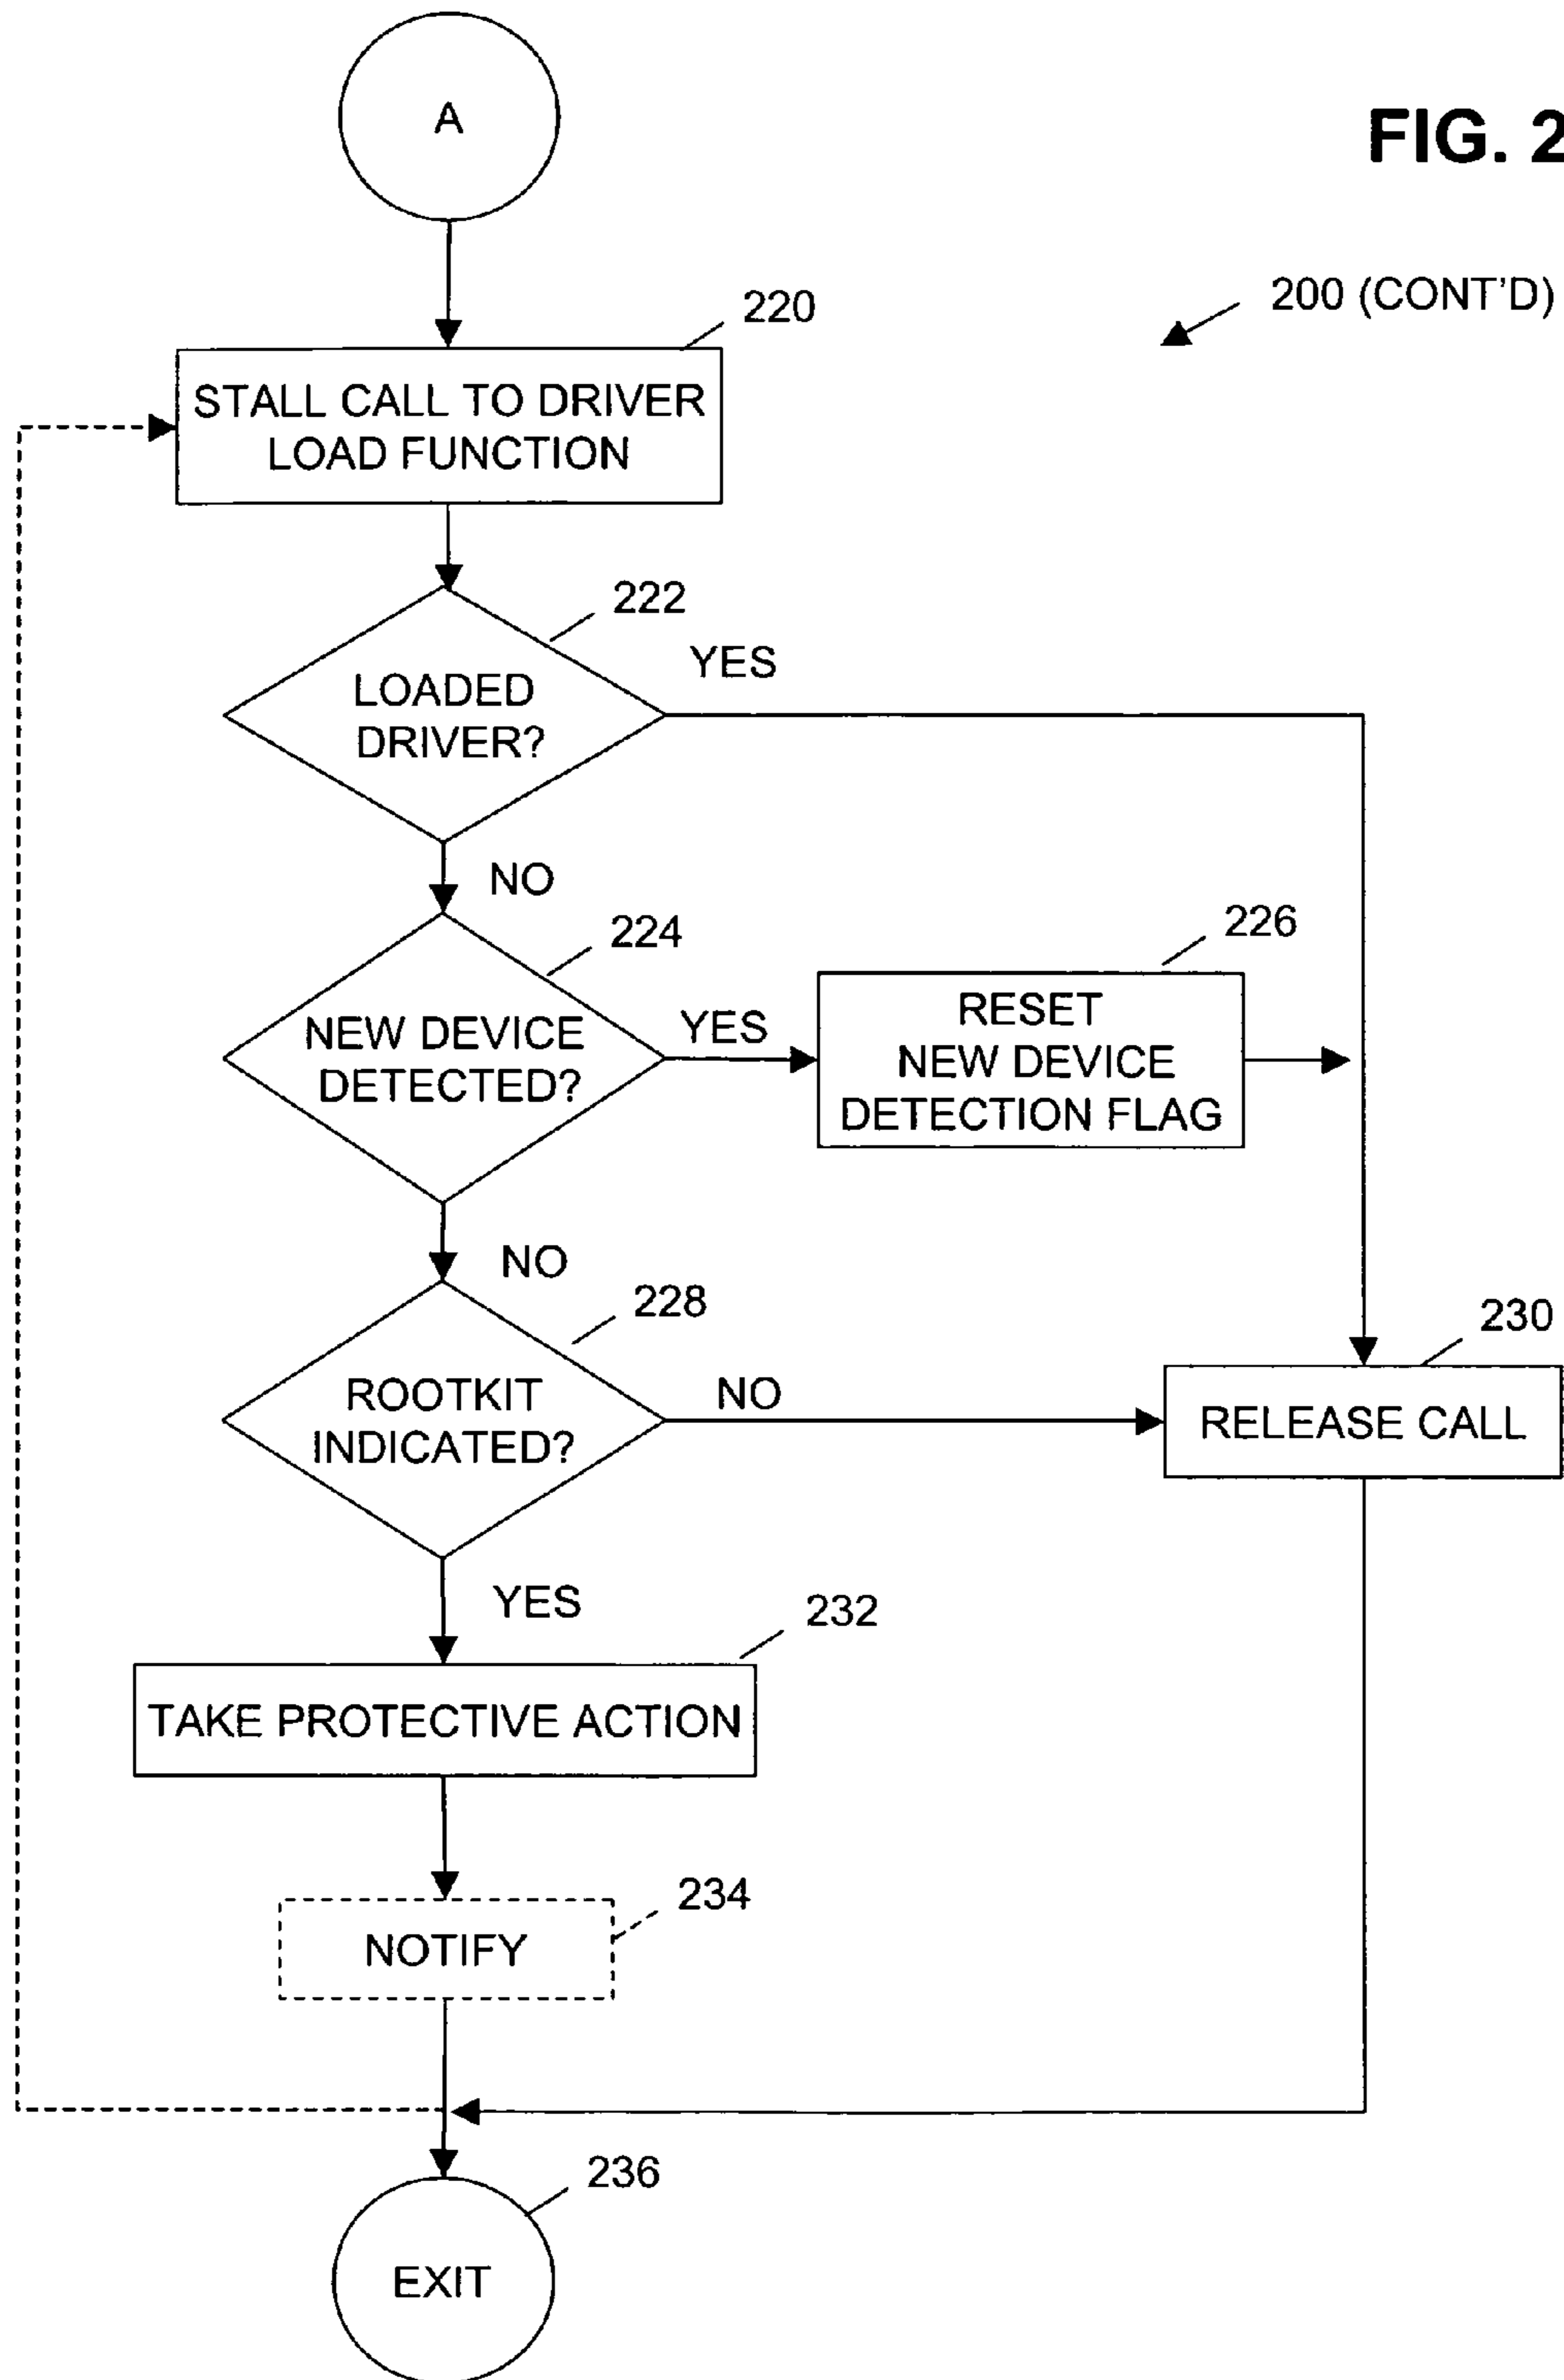 A
FIG. 2
200 (CONT'D)
220
STALL CALL TO DRIVER
LOAD FUNCTION
222
YES
LOADED
DRIVER?
NO
224
226
NEW DEVICE
DETECTED?
YES
RESET
NEW DEVICE
DETECTION FLAG
NO
228
230
ROOTKIT
INDICATED?
NO
RELEASE CALL
YES
232
TAKE PROTECTIVE ACTION
234
NOTIFY
236
EXIT